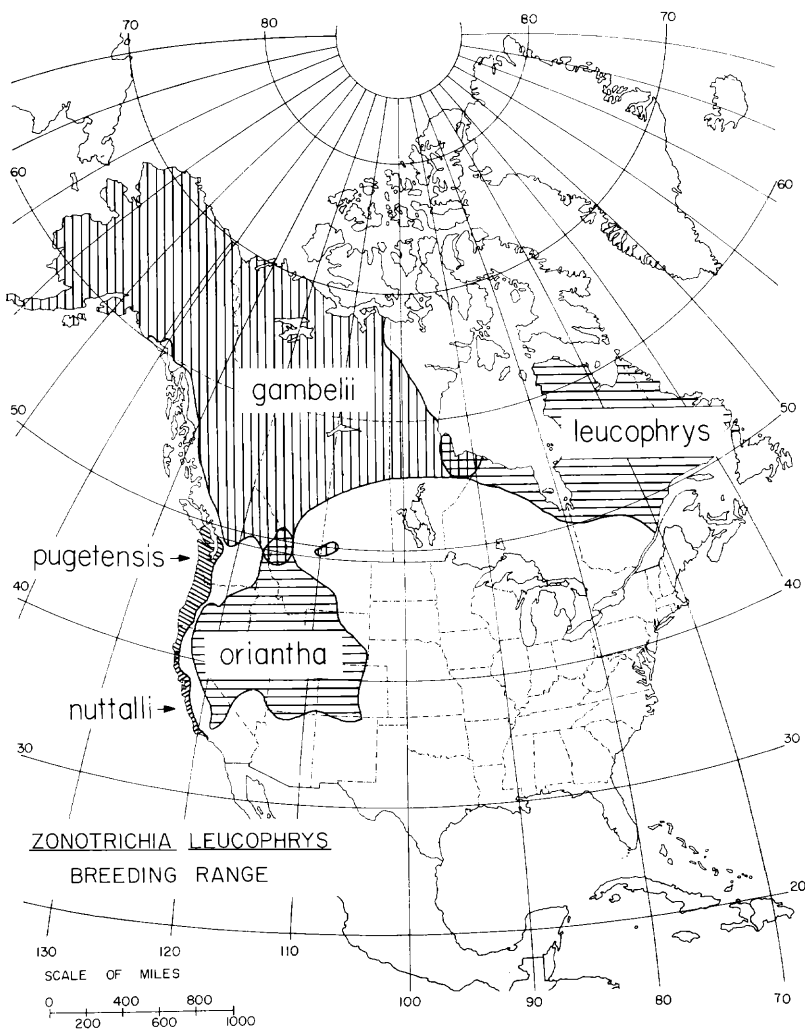 70
80
80
70
60
60
50
50
gambelii
leucophrys
pugetensis
40
40
oriantha
nuttalli
30
30
ZONOTRICHIA LEUCOPHRYS
BREEDING RANGE
20
130 120 110
SCALE OF MILES
100 90 80 70
0 400 800
200 600 1000